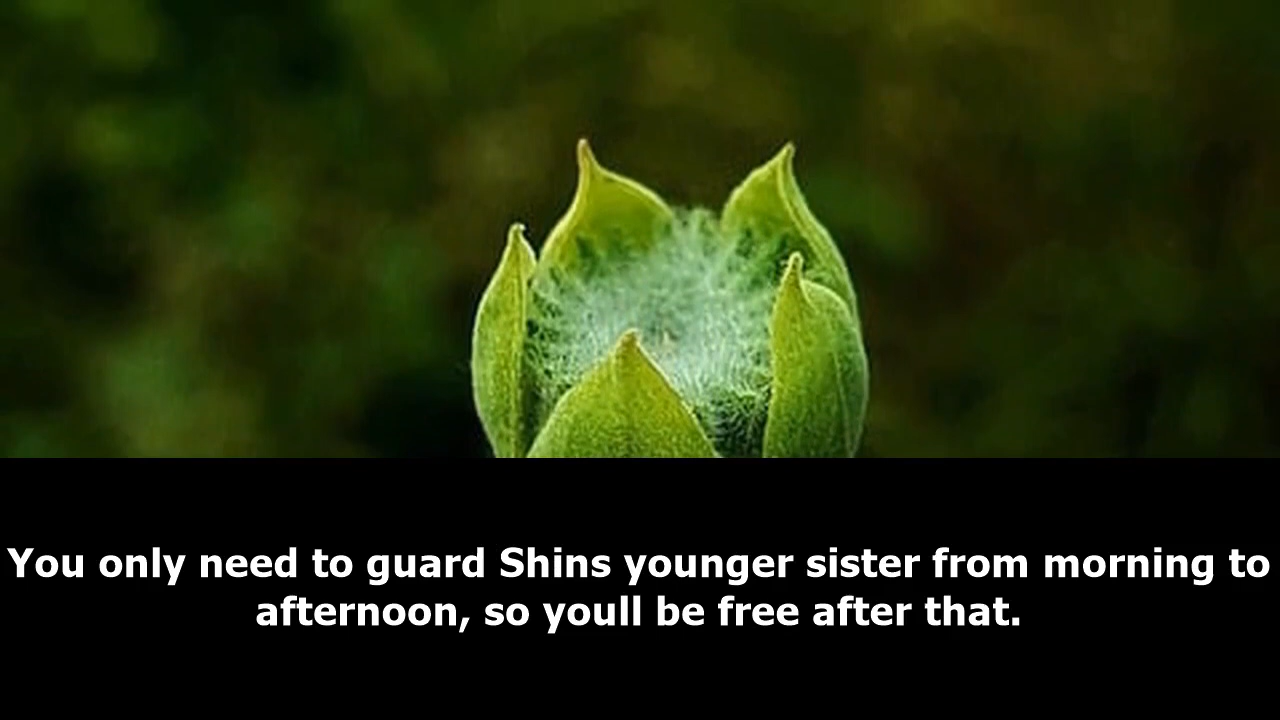 You only need to guard Shins younger sister from morning to
afternoon, so youll be free after that.